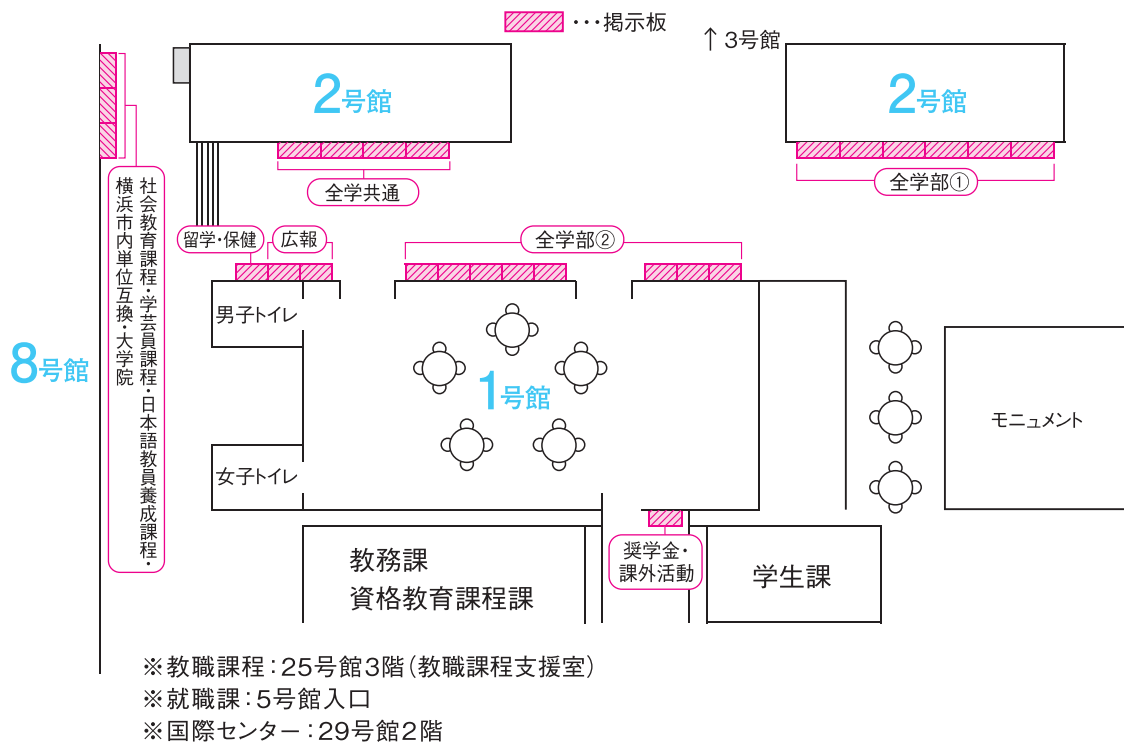 ･･･掲示板
↑3号館
2号館
2号館
全学共通
全学部①
社会教育課程・学芸員課程・日本語教員養成課程・
横浜市内単位互換・大学院
留学・保健
広報
全学部②
男子トイレ
8号館
1号館
モニュメント
女子トイレ
奨学金・
課外活動
教務課
資格教育課程課
学生課
※教職課程：25号館3階（教職課程支援室）
※就職課：5号館入口
※国際センター：29号館2階